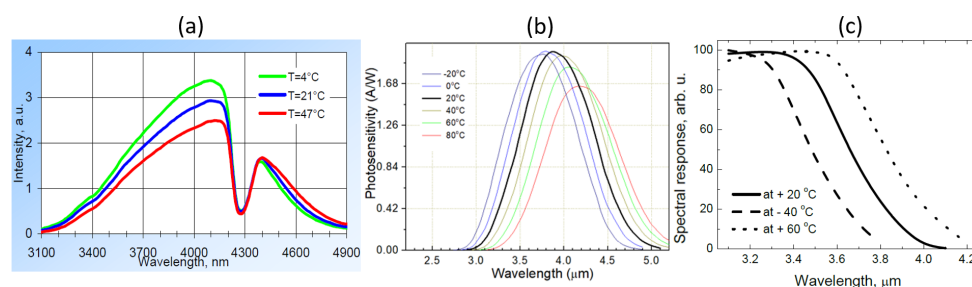 (a)
4
3
2
1
0
Intensity, a.u.
T=4°C
T=21°C
T=47°C
3100 3400 3700 4000 4300 4600 4900
Wavelength, nm
(b)
1.68
1.26
0.84
0.42
0.00
Photosensitivity (A/W)
-20°C
0°C
20°C
40°C
60°C
80°C
2.5 3.0 3.5 4.0 4.5 5.0
Wavelength (µm)
(c)
100
80
60
40
20
0
Spectral response, arb. u.
at + 20 °C
at - 40 °C
at + 60 °C
3.0 3.2 3.4 3.6 3.8 4.0 4.2
Wavelength, µm